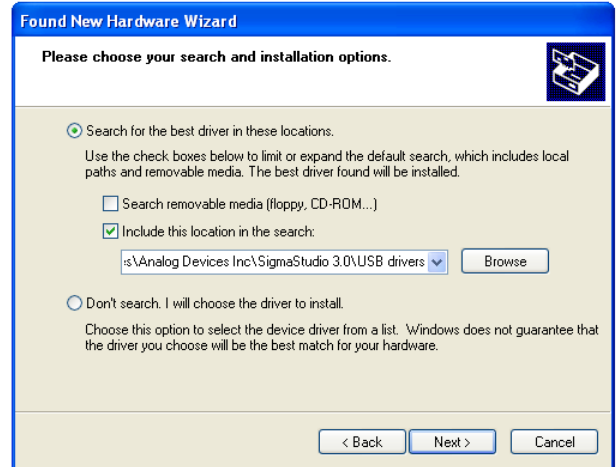 Found New Hardware Wizard
Please choose your search and installation options.
Search for the best driver in these locations.
Use the check boxes below to limit or expand the default search, which includes local
paths and removable media. The best driver found will be installed.
Search removable media (floppy, CD-ROM...)
Include this location in the search:
:s\Analog Devices Inc\SigmaStudio 3.0\USB drivers
Browse
Don't search. I will choose the driver to install.
Choose this option to select the device driver from a list. Windows does not guarantee that
the driver you choose will be the best match for your hardware.
< Back
Next >
Cancel